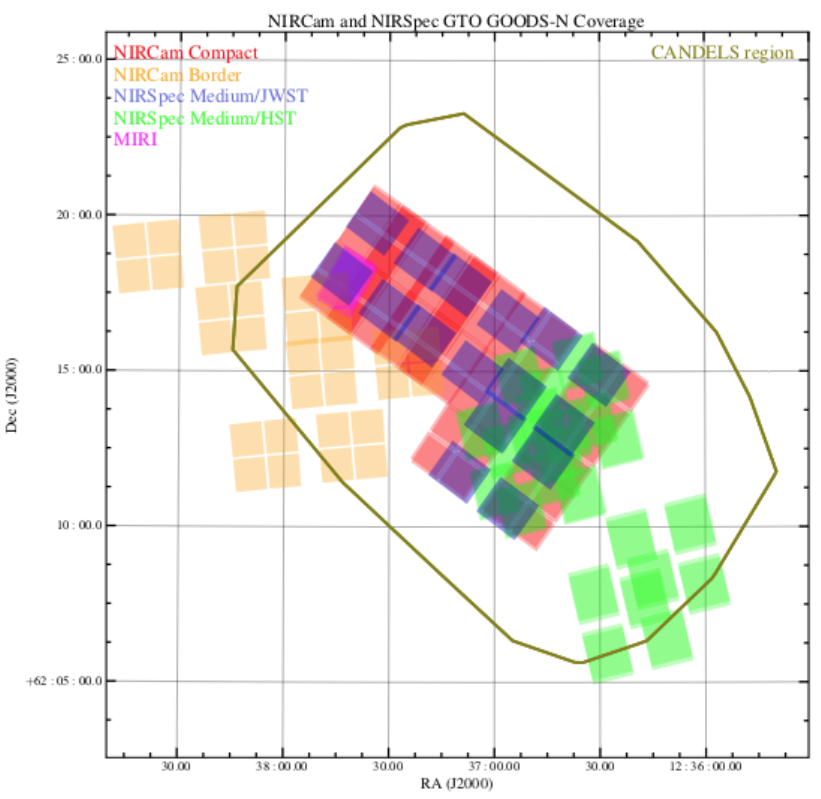 NIRCam and NIRSpec GTO GOODS-N Coverage
NIRCam Compact
CANDELS region
NIRCam Border
NIRSpec Medium/JWST
NIRSpec Medium/HST
MIRI
25 : 00.0
20 : 00.0
15 : 00.0
10 : 00.0
+62 : 05 : 00.0
Dec (J2000)
30.00 38 : 00.00 30.00 37 : 00.00 30.00 12 : 36 : 00.00
RA (J2000)